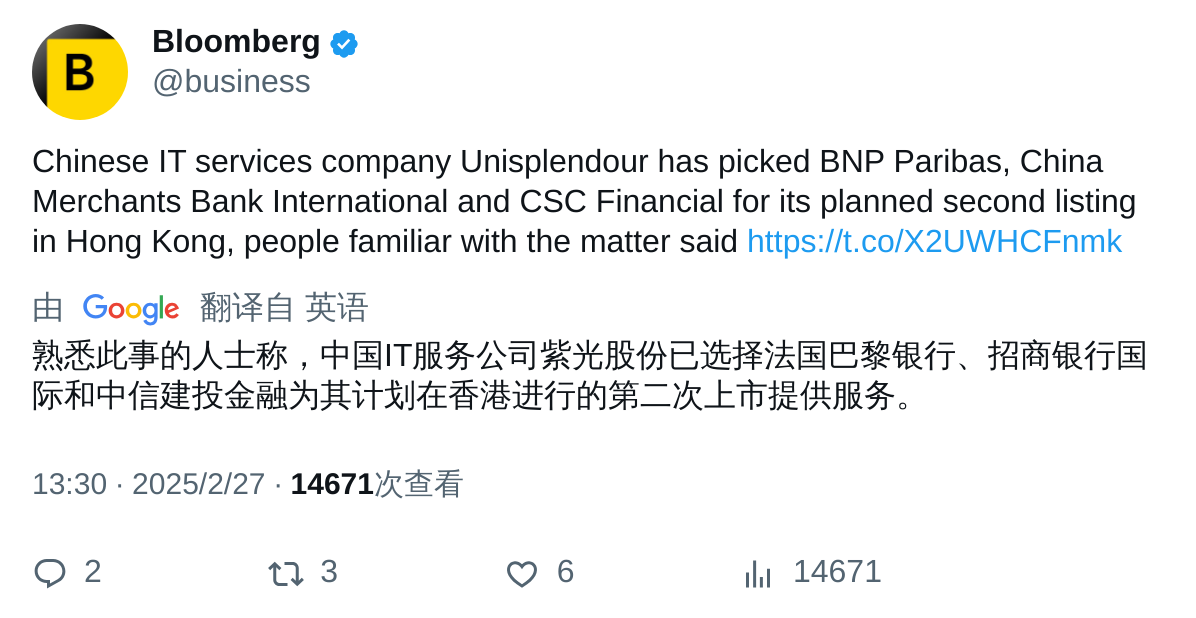 B
Bloomberg
@business
Chinese IT services company Unisplendour has picked BNP Paribas, China
Merchants Bank International and CSC Financial for its planned second listing
in Hong Kong, people familiar with the matter said https://t.co/X2UWHCFnmk
由 Google 翻译自 英语
熟悉此事的人士称，中国IT服务公司紫光股份已选择法国巴黎银行、招商银行国
际和中信建投金融为其计划在香港进行的第二次上市提供服务。
13:30 · 2025/2/27 · 14671次查看
2 3 6 14671